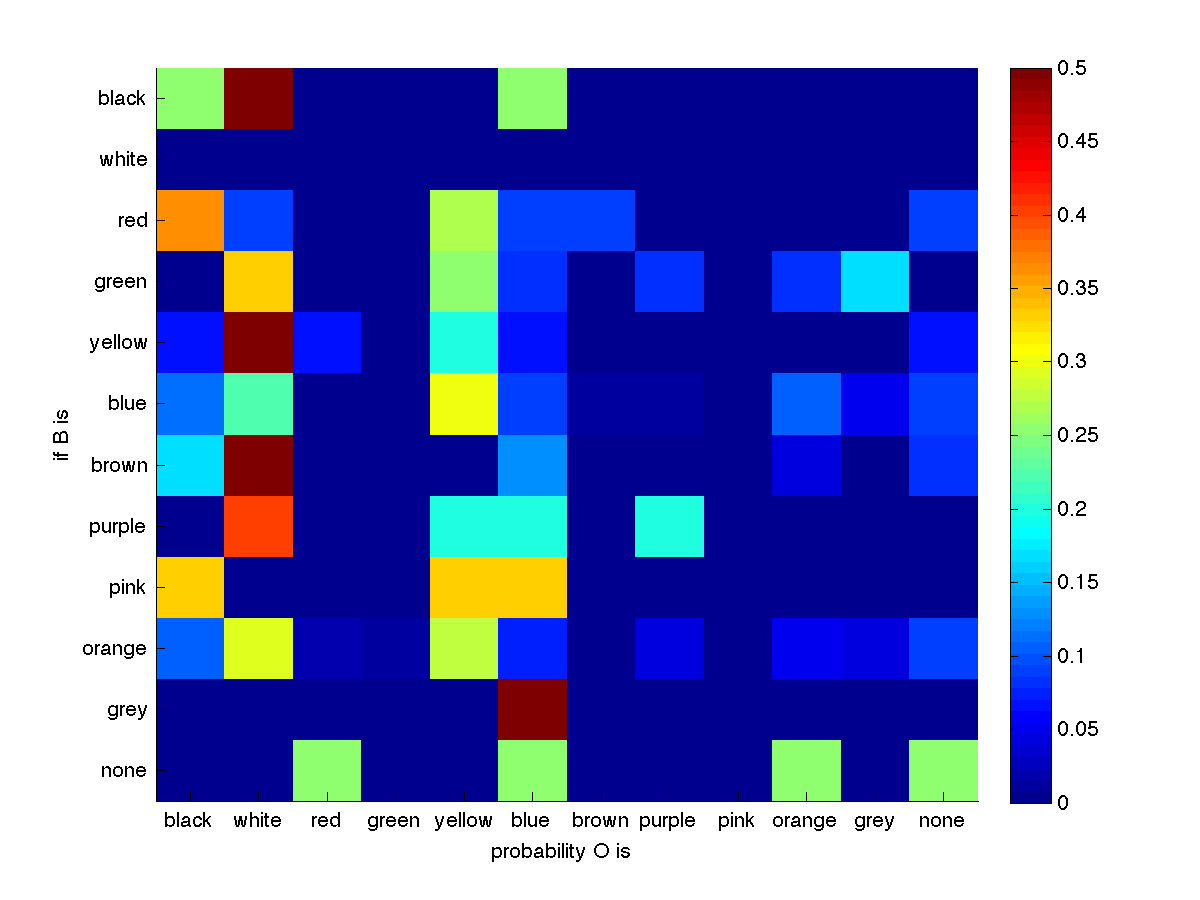 if B is
black
white
red
green
yellow
blue
brown
purple
pink
orange
grey
none
black white red green yellow blue brown purple pink orange grey none
probability O is
0.5
0.45
0.4
0.35
0.3
0.25
0.2
0.15
0.1
0.05
0